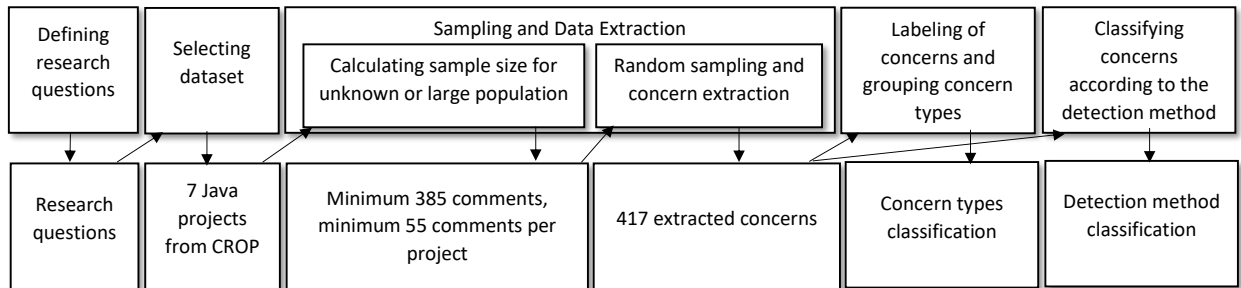 Defining
research
questions
Selecting
dataset
Sampling and Data Extraction
Calculating sample size for
unknown or large population
Random sampling and
concern extraction
Labeling of
concerns and
grouping concern
types
Classifying
concerns
according to the
detection method
Research
questions
7 Java
projects
from CROP
Minimum 385 comments,
minimum 55 comments per
project
417 extracted concerns
Concern types
classification
Detection method
classification